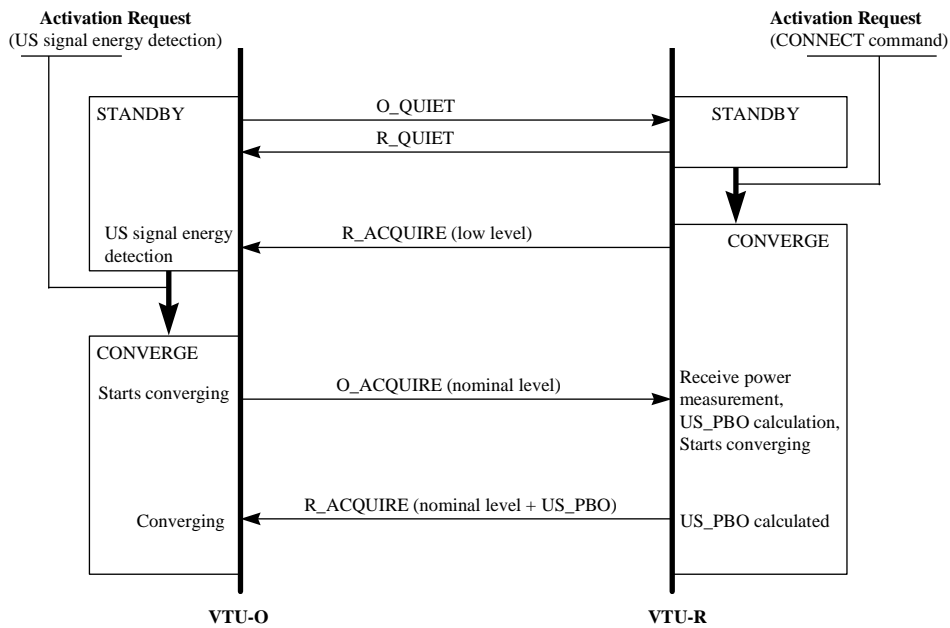 Activation Request
(US signal energy detection)
Activation Request
(CONNECT command)
STANDBY
O_QUIET
STANDBY
R_QUIET
US signal energy
detection
R_ACQUIRE (low level)
CONVERGE
CONVERGE
Starts converging
O_ACQUIRE (nominal level)
Receive power
measurement,
US_PBO calculation,
Starts converging
Converging
R_ACQUIRE (nominal level + US_PBO)
US_PBO calculated
VTU-O
VTU-R